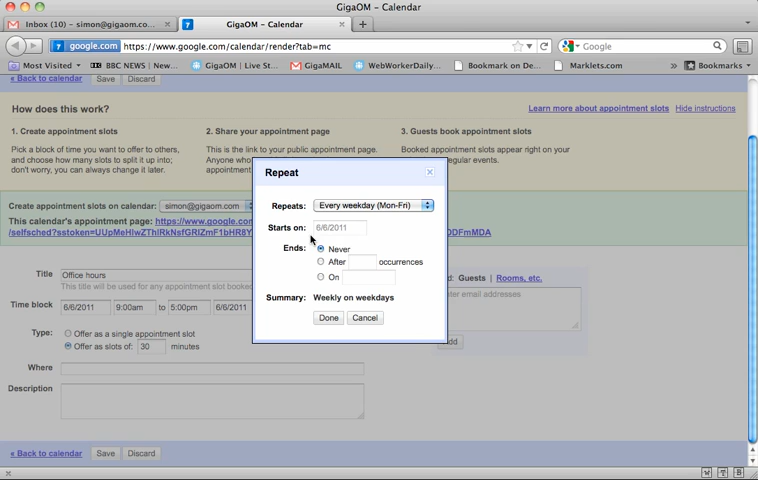 GigaOM – Calendar
Inbox (10) – simon@gigaom.co...
7 GigaOM – Calendar
google.com https://www.google.com/calendar/render?tab=mc
Google
Most Visited BBC NEWS | New... GigaOM | Live St... GigaMAIL WebWorkerDaily... Bookmark on De... Marklets.com » Bookmarks
« Back to calendar Save Discard
How does this work? Learn more about appointment slots Hide instructions
1. Create appointment slots 2. Share your appointment page 3. Guests book appointment slots
Pick a block of time you want to offer to others, This is the link to your public appointment page. Booked appointment slots appear right on your
and choose how many slots to split it up into; Anyone who
don't worry, you can always change it later. appointment regular events.
Repeat
Create appointment slots on calendar: simon@gigaom.com
This calendar's appointment page: https://www.google.com
Repeats: Every weekday (Mon-Fri)
Starts on: 6/6/2011
Ends: Never
After occurrences
On
Summary: Weekly on weekdays
Done Cancel
Title Office hours
This title will be used for any appointment slot booked
Guests | Rooms, etc.
enter email addresses
Add
Time block 6/6/2011 9:00am to 5:00pm 6/6/2011
Type: Offer as a single appointment slot
Offer as slots of: 30 minutes
Where
Description
« Back to calendar Save Discard